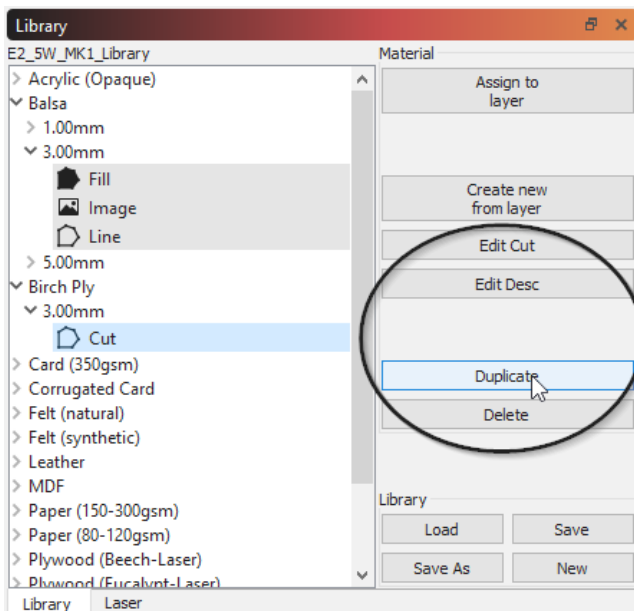 Library
E2_5W_MK1_Library
Material
Acrylic (Opaque)
Balsa
1.00mm
3.00mm
Fill
Image
Line
5.00mm
Birch Ply
3.00mm
Cut
Card (350gsm)
Corrugated Card
Felt (natural)
Felt (synthetic)
Leather
MDF
Paper (150-300gsm)
Paper (80-120gsm)
Plywood (Beech-Laser)
Plywood (Eucalypt-Laser)
Assign to
layer
Create new
from layer
Edit Cut
Edit Desc
Duplicate
Delete
Library
Load
Save
Save As
New
Library
Laser